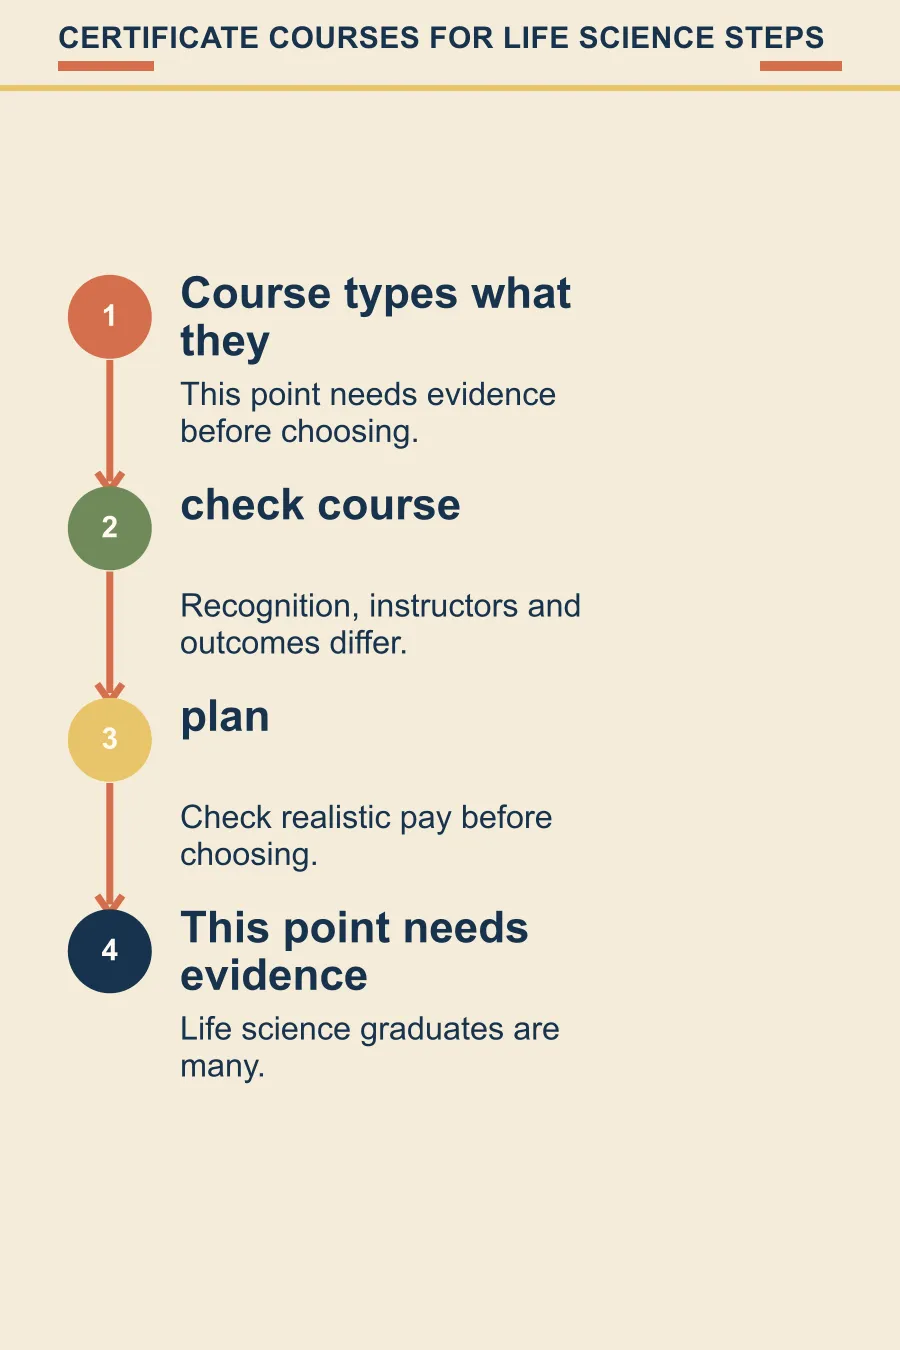 CERTIFICATE COURSES FOR LIFE SCIENCE STEPS
1
Course types what
they
This point needs evidence
before choosing.
2
check course
Recognition, instructors and
outcomes differ.
3
plan
Check realistic pay before
choosing.
4
This point needs
evidence
Life science graduates are
many.